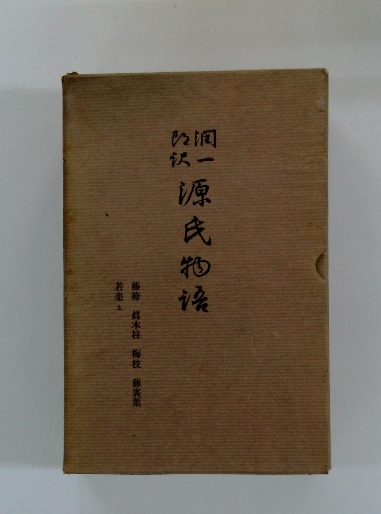 潤一
郎訳
源氏物語
藤袴 眞木柱 梅枝 藤裏葉
若菜 上